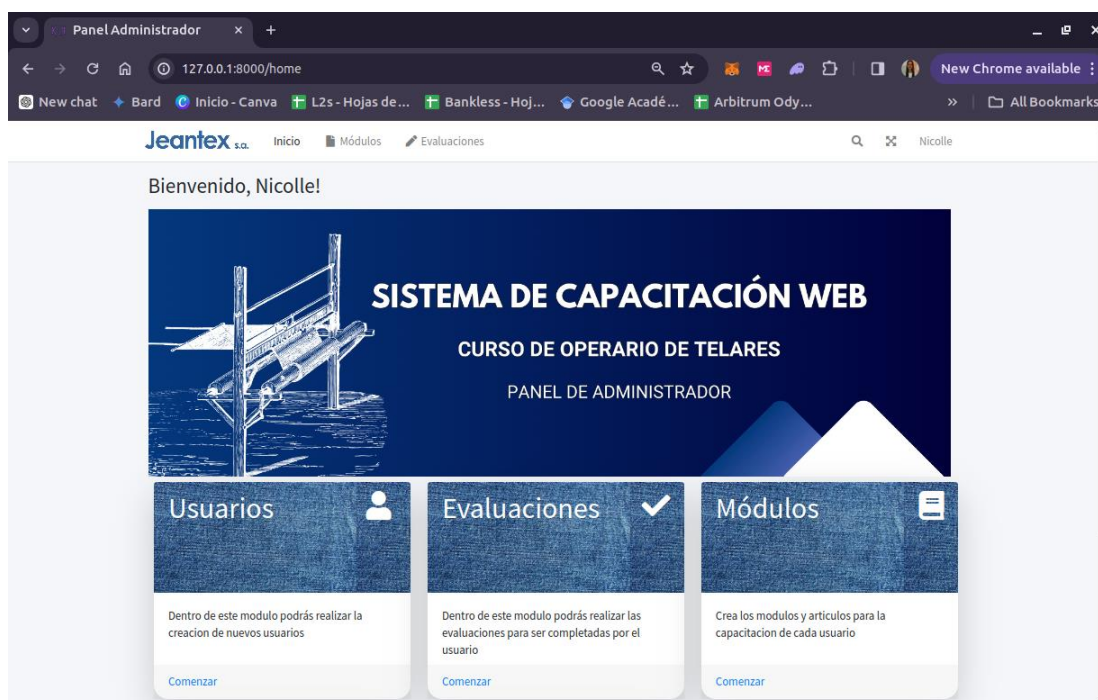 Panel Administrador
127.0.0.1:8000/home
New Chrome available
New chat
Bard
Inicio - Canva
L2s - Hojas de...
Bankless - Hoj...
Google Acadé...
Arbitrum Ody...
»
All Bookmarks
Jeantex s.a.
Inicio
Módulos
Evaluaciones
Nicolle
Bienvenido, Nicolle!
SISTEMA DE CAPACITACIÓN WEB
CURSO DE OPERARIO DE TELARES
PANEL DE ADMINISTRADOR
Usuarios
Dentro de este modulo podrás realizar la
creacion de nuevos usuarios
Comenzar
Evaluaciones
Dentro de este modulo podrás realizar las
evaluaciones para ser completadas por el
usuario
Comenzar
Módulos
Crea los modulos y articulos para la
capacitacion de cada usuario
Comenzar